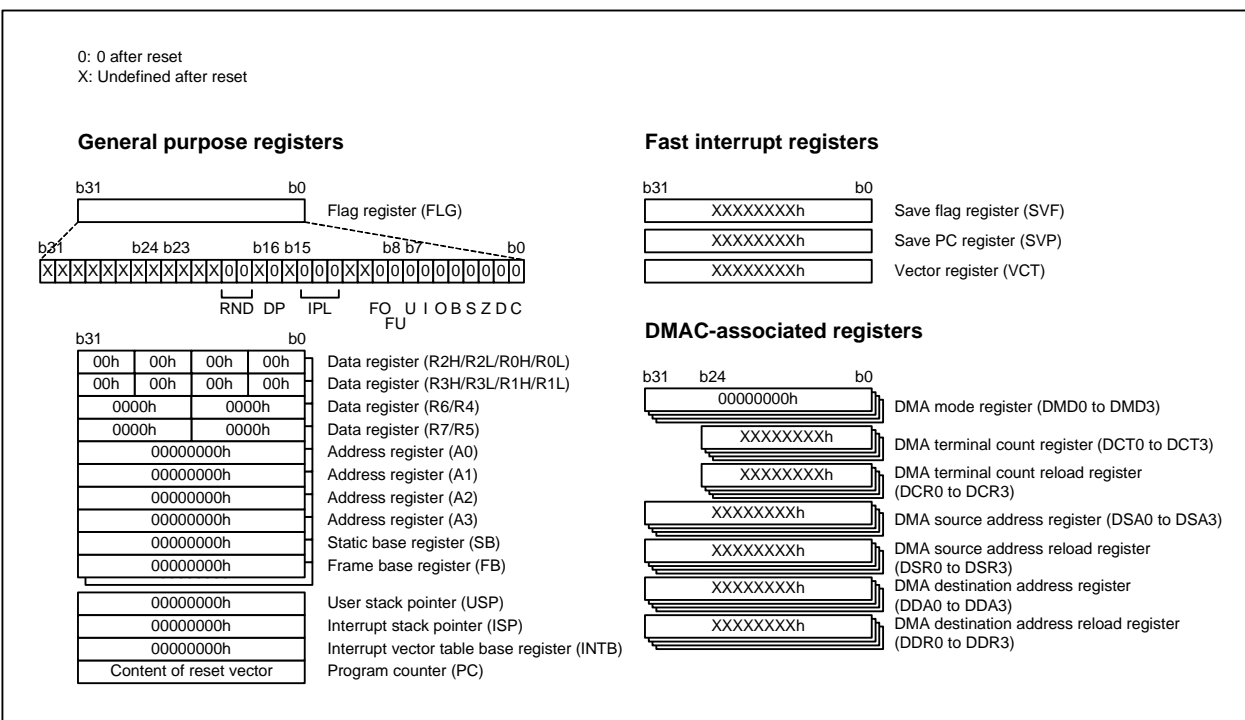 0: 0 after reset
X: Undefined after reset
General purpose registers
b31 b0
Flag register (FLG)
b31 b24 b23 b16 b15 b8 b7 b0
X X X X X X X X X X X X 0 0 X 0 X 0 0 0 X X 0 0 0 0 0 0 0 0 0 0
RND DP IPL FO U I O B S Z D C
FU
b31 b0
00h 00h 00h 00h Data register (R2H/R2L/R0H/R0L)
00h 00h 00h 00h Data register (R3H/R3L/R1H/R1L)
0000h 0000h Data register (R6/R4)
0000h 0000h Data register (R7/R5)
00000000h Address register (A0)
00000000h Address register (A1)
00000000h Address register (A2)
00000000h Address register (A3)
00000000h Static base register (SB)
00000000h Frame base register (FB)
00000000h User stack pointer (USP)
00000000h Interrupt stack pointer (ISP)
00000000h Interrupt vector table base register (INTB)
Content of reset vector Program counter (PC)
Fast interrupt registers
b31 b0
XXXXXXXXh Save flag register (SVF)
XXXXXXXXh Save PC register (SVP)
XXXXXXXXh Vector register (VCT)
DMAC-associated registers
b31 b24 b0
00000000h DMA mode register (DMD0 to DMD3)
XXXXXXXXh DMA terminal count register (DCT0 to DCT3)
XXXXXXXXh DMA terminal count reload register
(DCR0 to DCR3)
XXXXXXXXh DMA source address register (DSA0 to DSA3)
XXXXXXXXh DMA source address reload register
(DSR0 to DSR3)
XXXXXXXXh DMA destination address register
(DDA0 to DDA3)
XXXXXXXXh DMA destination address reload register
(DDR0 to DDR3)